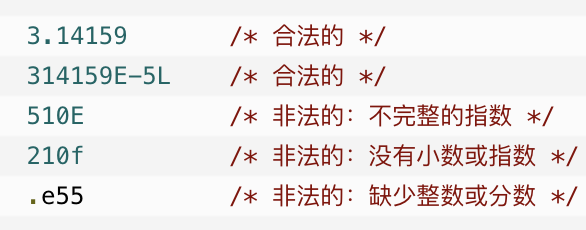 3.14159 /* 合法的 */
314159E-5L /* 合法的 */
510E /* 非法的：不完整的指数 */
210f /* 非法的：没有小数或指数 */
.e55 /* 非法的：缺少整数或分数 */